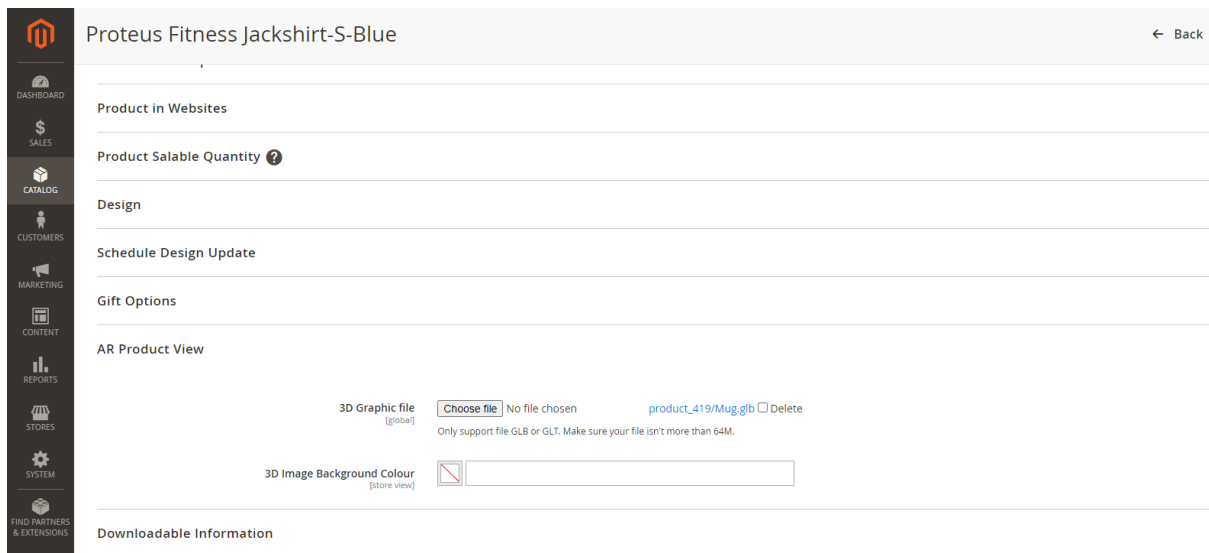 Proteus Fitness Jackshirt-S-Blue
← Back
DASHBOARD
SALES
CATALOG
CUSTOMERS
MARKETING
CONTENT
REPORTS
STORES
SYSTEM
FIND PARTNERS
& EXTENSIONS
Product in Websites
Product Salable Quantity ?
Design
Schedule Design Update
Gift Options
AR Product View
3D Graphic file
[global]
Choose file No file chosen product_419/Mug.glb Delete
Only support file GLB or GLT. Make sure your file isn't more than 64M.
3D Image Background Colour
[store view]
Downloadable Information